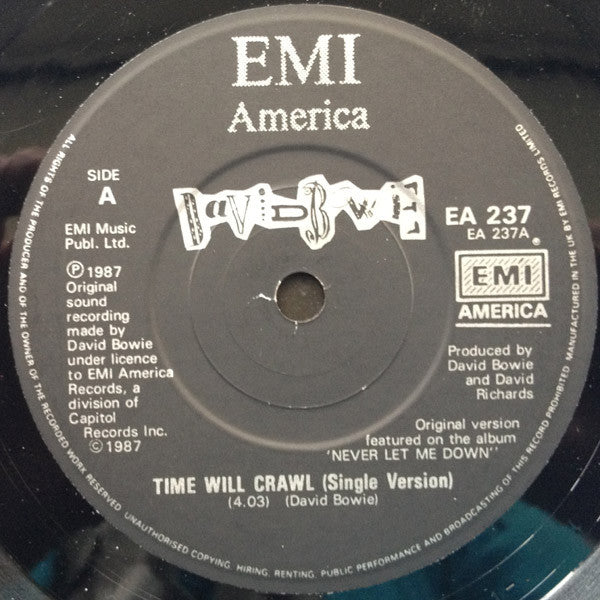 EMI
America
SIDE
A
DaViD BoWiE
EA 237
EA 237A
EMI Music
Publ. Ltd.
®
EMI
AMERICA
℗ 1987
Original
sound
recording
made by
David Bowie
under licence
to EMI America
Records, a
division of
Capitol
Records Inc.
© 1987
Produced by
David Bowie
and David
Richards
Original version
featured on the album
'NEVER LET ME DOWN''
TIME WILL CRAWL (Single Version)
(4.03) (David Bowie)
ALL RIGHTS OF THE PRODUCER AND OF THE OWNER OF THE RECORDED WORK RESERVED. UNAUTHORISED COPYING, HIRING, RENTING, PUBLIC PERFORMANCE AND BROADCASTING OF THIS RECORD PROHIBITED. MANUFACTURED IN THE UK BY EMI RECORDS LIMITED